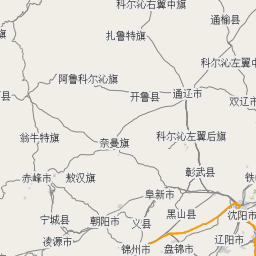 科尔沁右翼中旗
通榆县
扎鲁特旗
科尔沁左翼中旗
阿鲁科尔沁旗
通辽市
开鲁县
县
双辽市
翁牛特旗
科尔沁左翼后旗
奈曼旗
赤峰市
敖汉旗
彰武县
铁
阜新市
宁城县
朝阳市
义县
黑山县
沈阳市
凌源市
锦州市
盘锦市
辽阳市